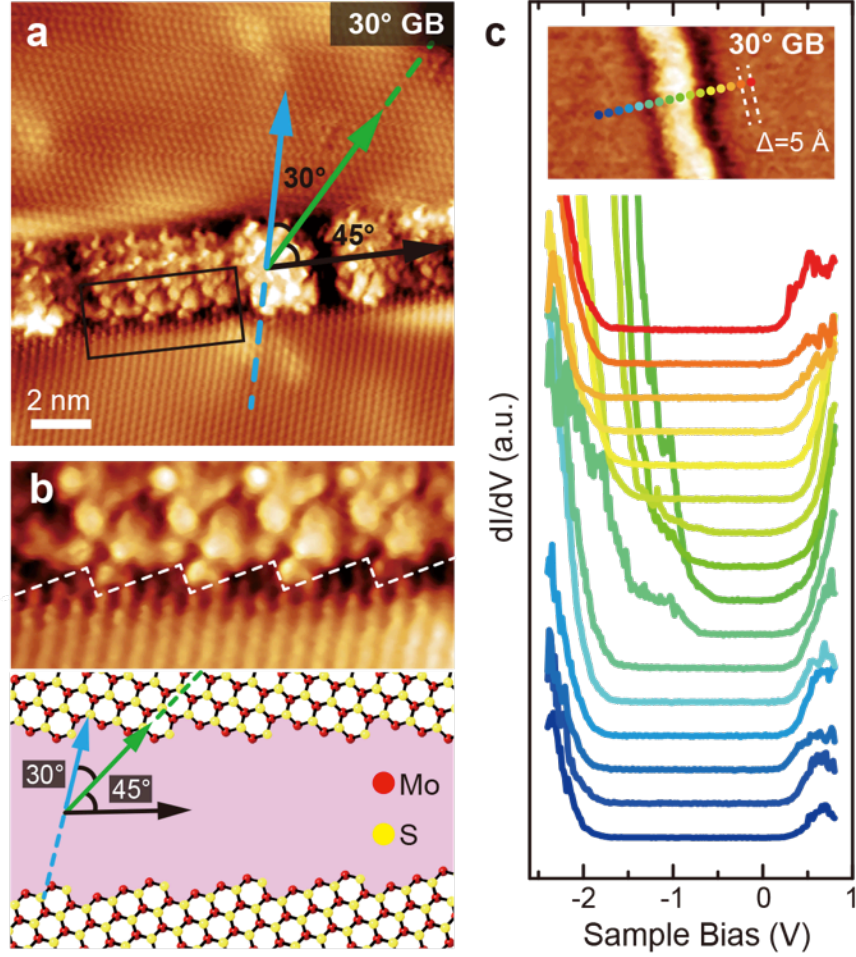 a
30° GB
30°
45°
2 nm
b
30°
45°
Mo
S
c
30° GB
Δ=5 Å
dI/dV (a.u.)
-2
-1
0
1
Sample Bias (V)